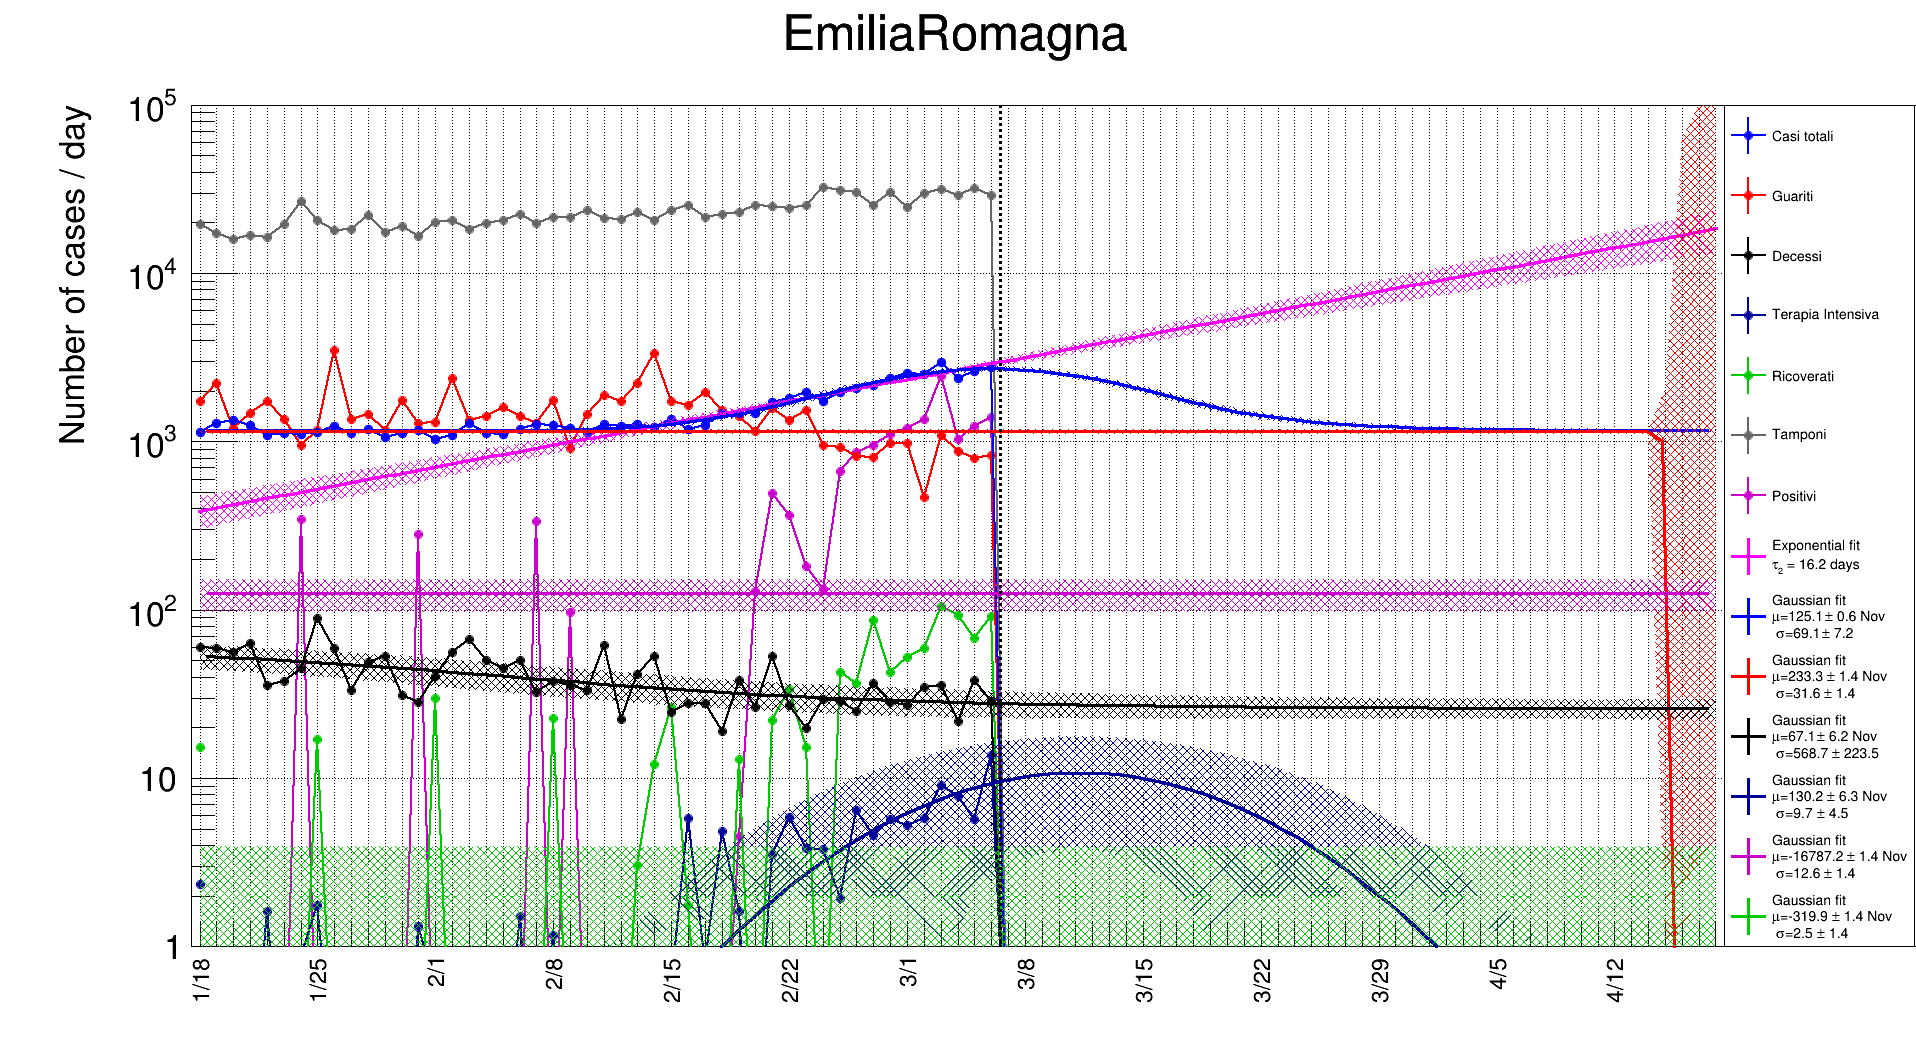 EmiliaRomagna
Number of cases / day
10^5
10^4
10^3
10^2
10
1
1/18
1/25
2/1
2/8
2/15
2/22
3/1
3/8
3/15
3/22
3/29
4/5
4/12
Casi totali
Guariti
Decessi
Terapia Intensiva
Ricoverati
Tamponi
Positivi
Exponential fit
τ₂ = 16.2 days
Gaussian fit
μ=125.1 ± 0.6 Nov
σ=69.1 ± 7.2
Gaussian fit
μ=233.3 ± 1.4 Nov
σ=31.6 ± 1.4
Gaussian fit
μ=67.1 ± 6.2 Nov
σ=568.7 ± 223.5
Gaussian fit
μ=130.2 ± 6.3 Nov
σ=9.7 ± 4.5
Gaussian fit
μ=-16787.2 ± 1.4 Nov
σ=12.6 ± 1.4
Gaussian fit
μ=-319.9 ± 1.4 Nov
σ=2.5 ± 1.4